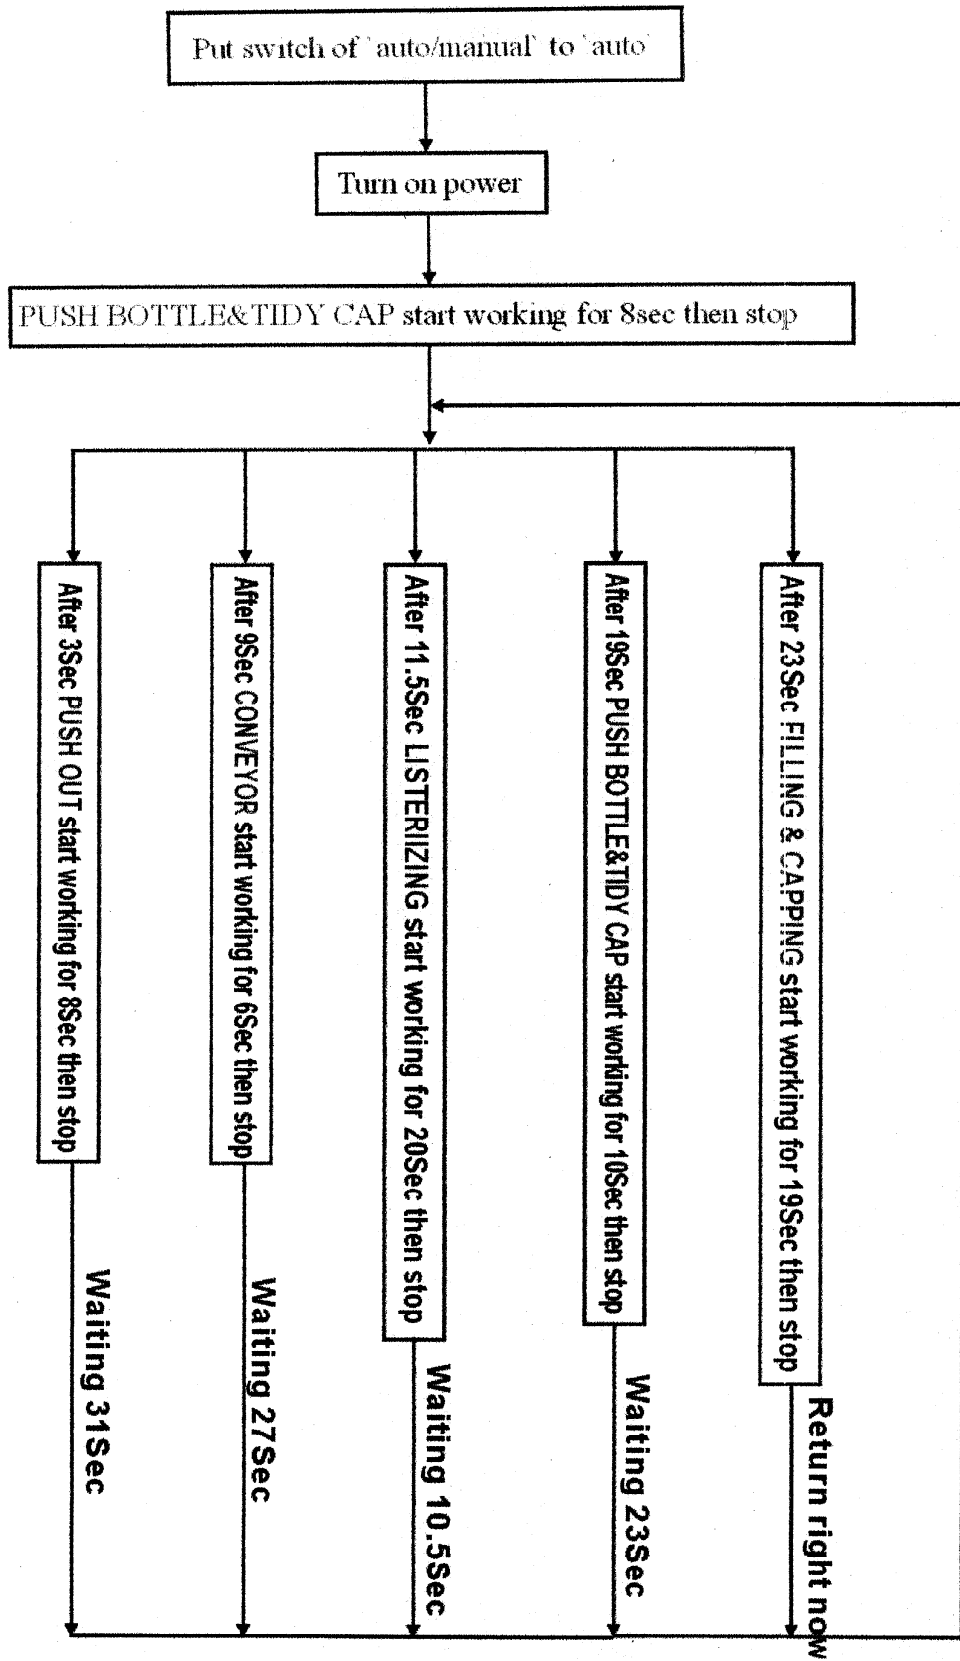 Put switch of `auto/manual` to `auto`
Turn on power
PUSH BOTTLE&TIDY CAP start working for 8sec then stop
After 3Sec PUSH OUT start working for 8Sec then stop
After 9Sec CONVEYOR start working for 6Sec then stop
After 11.5Sec LISTERIIZING start working for 20Sec then stop
After 19Sec PUSH BOTTLE&TIDY CAP start working for 10Sec then stop
After 23Sec FILLING & CAPPING start working for 19Sec then stop
Waiting 31Sec
Waiting 27Sec
Waiting 10.5Sec
Waiting 23Sec
Return right now